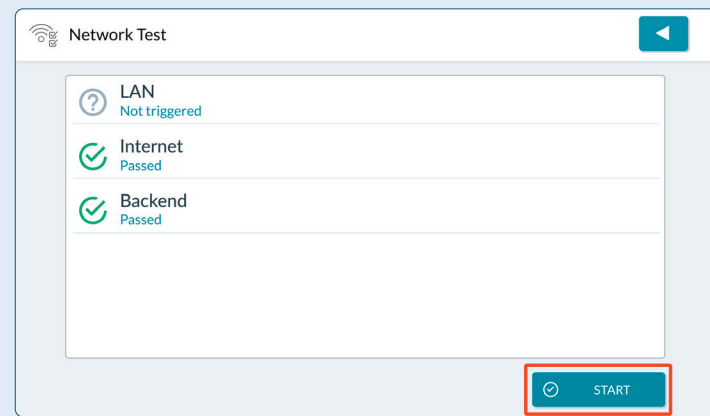 Network Test
LAN
Not triggered
Internet
Passed
Backend
Passed
START